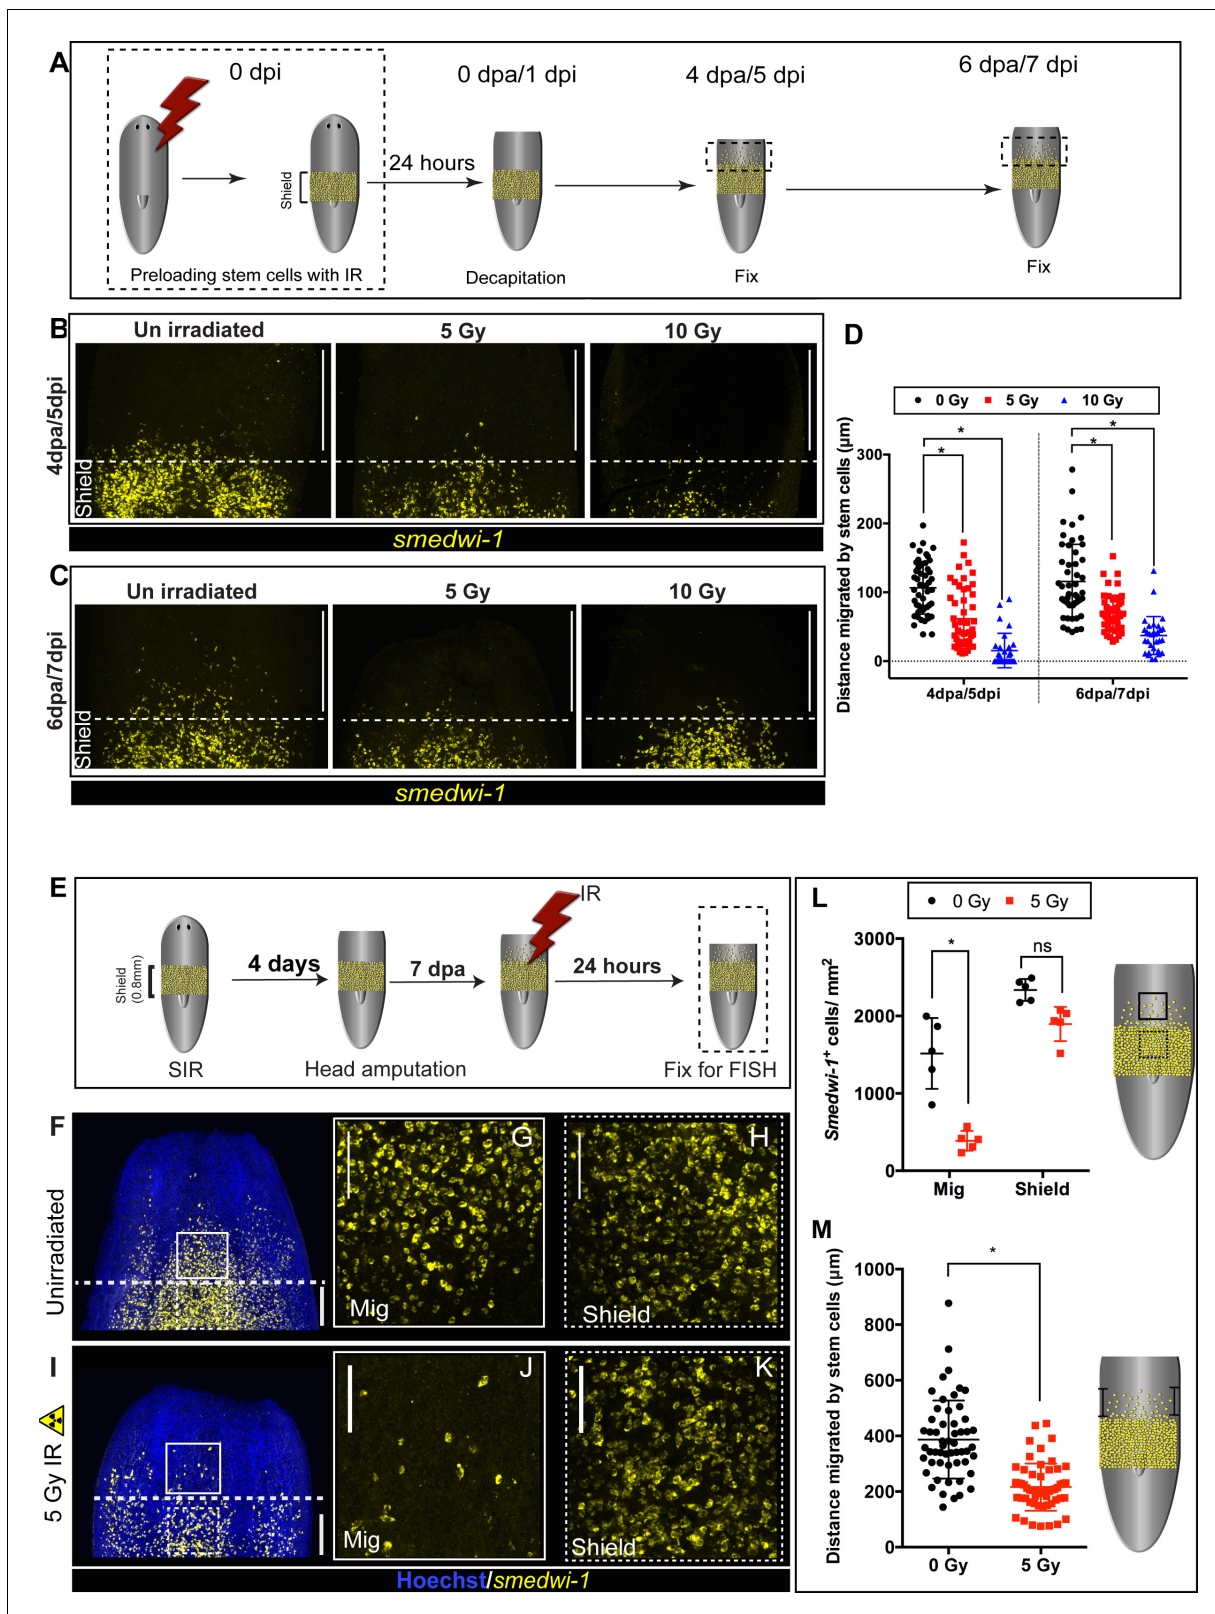 A
0 dpi
0 dpa/1 dpi
4 dpa/5 dpi
6 dpa/7 dpi
Shield
24 hours
Preloading stem cells with IR
Decapitation
Fix
Fix
B
Un irradiated
5 Gy
10 Gy
4dpa/5dpi
Shield
smedwi-1
C
Un irradiated
5 Gy
10 Gy
6dpa/7dpi
Shield
smedwi-1
D
0 Gy
5 Gy
10 Gy
Distance migrated by stem cells (µm)
300
200
100
0
*
*
*
*
4dpa/5dpi
6dpa/7dpi
E
Shield
(0.8mm)
4 days
7 dpa
IR
24 hours
SIR
Head amputation
Fix for FISH
F
Unirradiated
G
Mig
H
Shield
I
5 Gy IR
J
Mig
K
Shield
Hoechst/smedwi-1
L
0 Gy
5 Gy
Smedwi-1+ cells/ mm2
3000
2000
1000
0
*
ns
Mig
Shield
M
Distance migrated by stem cells (µm)
1000
800
600
400
200
0
*
0 Gy
5 Gy